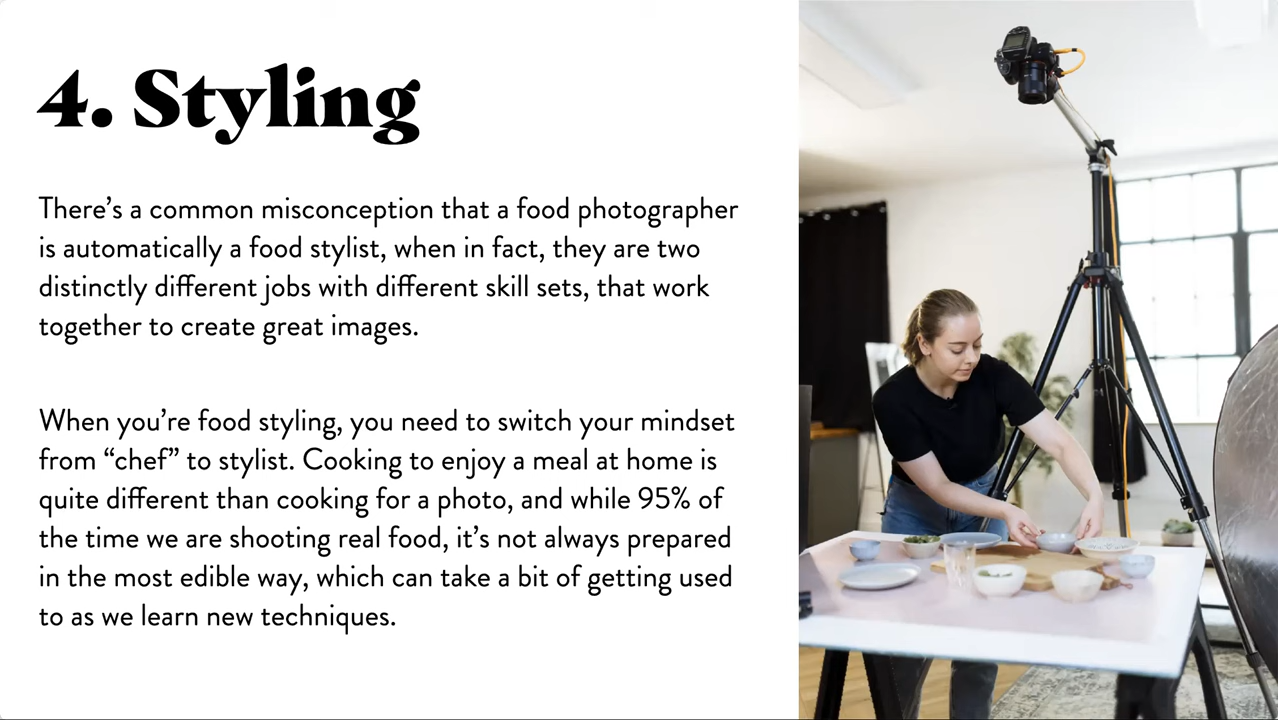 4. Styling
There’s a common misconception that a food photographer
is automatically a food stylist, when in fact, they are two
distinctly different jobs with different skill sets, that work
together to create great images.
When you’re food styling, you need to switch your mindset
from “chef” to stylist. Cooking to enjoy a meal at home is
quite different than cooking for a photo, and while 95% of
the time we are shooting real food, it’s not always prepared
in the most edible way, which can take a bit of getting used
to as we learn new techniques.